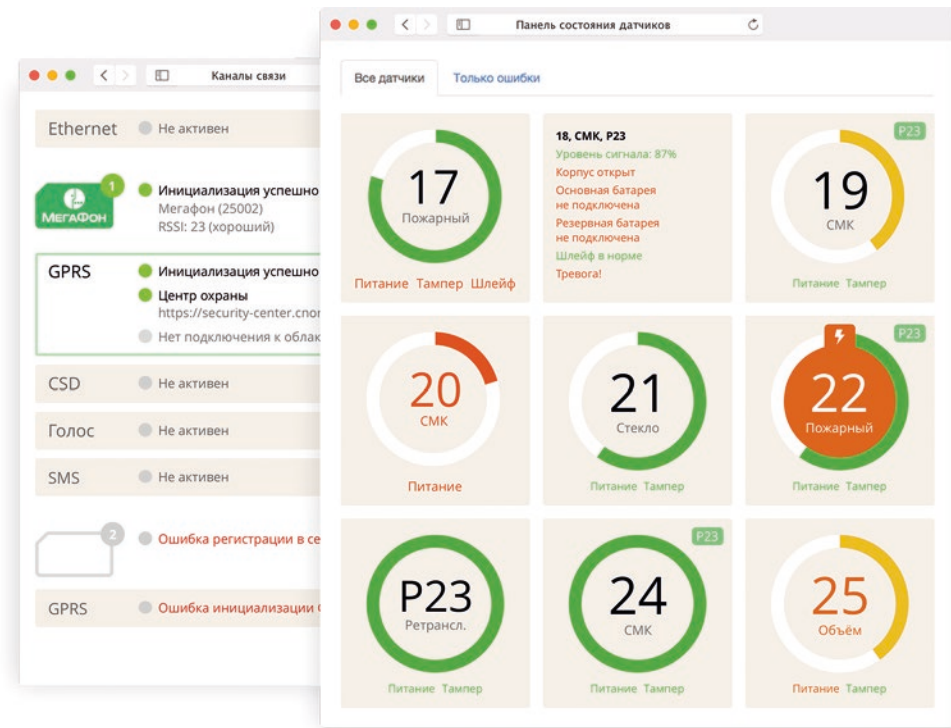 Каналы связи
Ethernet
Не активен
1
МегаФон
Инициализация успешно
Мегафон (25002)
RSSI: 23 (хороший)
GPRS
Инициализация успешно
Центр охраны
https://security-center.cnor
Нет подключения к облак
CSD
Не активен
Голос
Не активен
SMS
Не активен
2
Ошибка регистрации в се
GPRS
Ошибка инициализации
Панель состояния датчиков
Все датчики
Только ошибки
17
Пожарный
Питание Тампер Шлейф
18, СМК, Р23
Уровень сигнала: 87%
Корпус открыт
Основная батарея
не подключена
Резервная батарея
не подключена
Шлейф в норме
Тревога!
Р23
19
СМК
Питание Тампер
20
СМК
Питание
21
Стекло
Питание Тампер
Р23
22
Пожарный
Питание Тампер
Р23
Ретрансл.
Питание Тампер
Р23
24
СМК
Питание Тампер
25
Объём
Питание Тампер